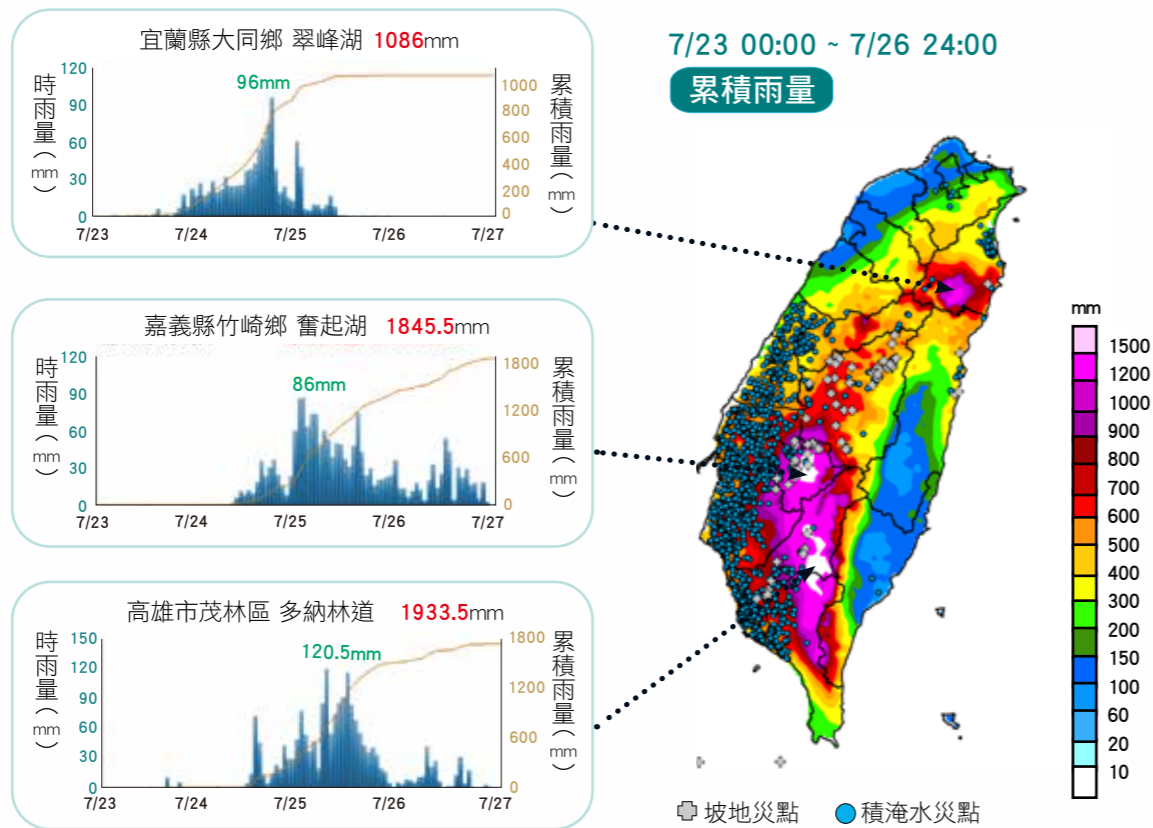 宜蘭縣大同鄉 翠峰湖 1086mm
時雨量(mm)
累積雨量(mm)
96mm
120
90
60
30
0
1000
800
600
400
200
0
7/23 7/24 7/25 7/26 7/27
嘉義縣竹崎鄉 奮起湖 1845.5mm
時雨量(mm)
累積雨量(mm)
86mm
120
90
60
30
0
1800
1200
600
0
7/23 7/24 7/25 7/26 7/27
高雄市茂林區 多納林道 1933.5mm
時雨量(mm)
累積雨量(mm)
120.5mm
150
120
90
60
30
0
1800
1200
600
0
7/23 7/24 7/25 7/26 7/27
7/23 00:00 ~ 7/26 24:00
累積雨量
mm
1500
1200
1000
900
800
700
600
500
400
300
200
150
100
60
20
10
坡地災點 積淹水災點